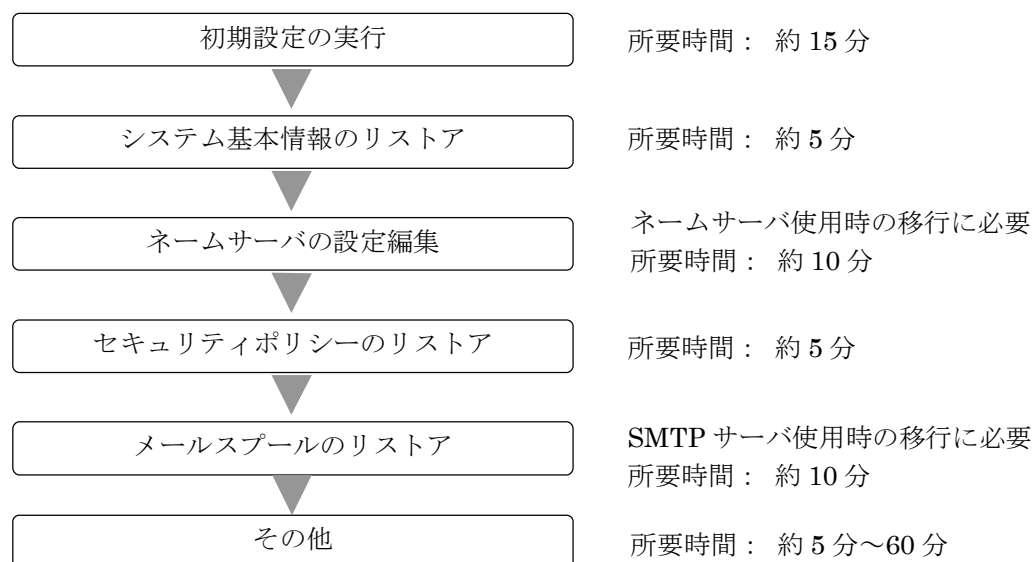 初期設定の実行
所要時間： 約 15 分
システム基本情報のリストア
所要時間： 約 5 分
ネームサーバの設定編集
ネームサーバ使用時の移行に必要
所要時間： 約 10 分
セキュリティポリシーのリストア
所要時間： 約 5 分
メールスプールのリストア
SMTP サーバ使用時の移行に必要
所要時間： 約 10 分
その他
所要時間： 約 5 分～60 分